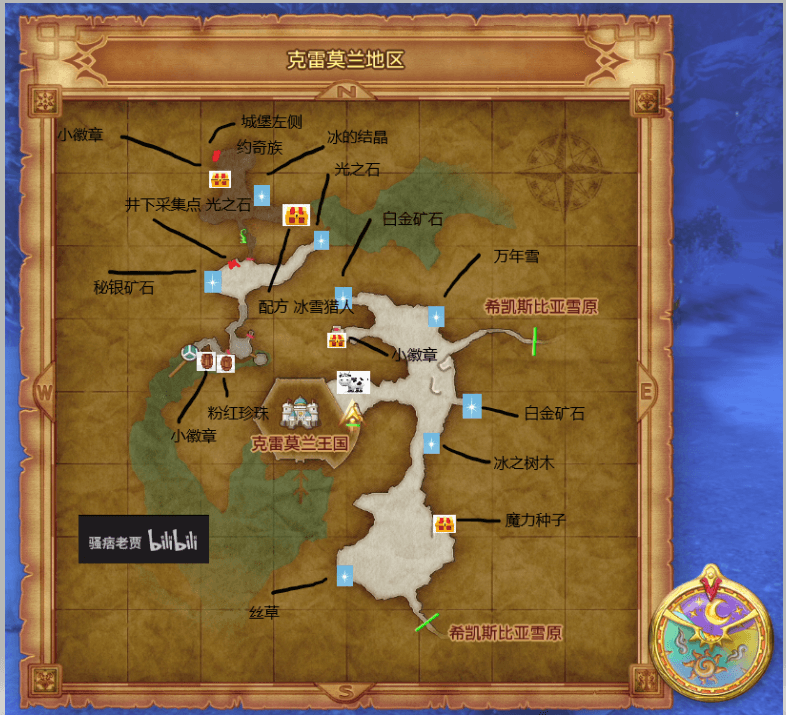 克雷莫兰地区
N
城堡左侧
小徽章
冰的结晶
约奇族
光之石
井下采集点 光之石
白金矿石
万年雪
秘银矿石
配方 冰雪猎人
希凯斯比亚雪原
小徽章
W
E
粉红珍珠
白金矿石
小徽章
克雷莫兰王国
冰之树木
魔力种子
骚痞老贾 bilibili
丝草
希凯斯比亚雪原
S